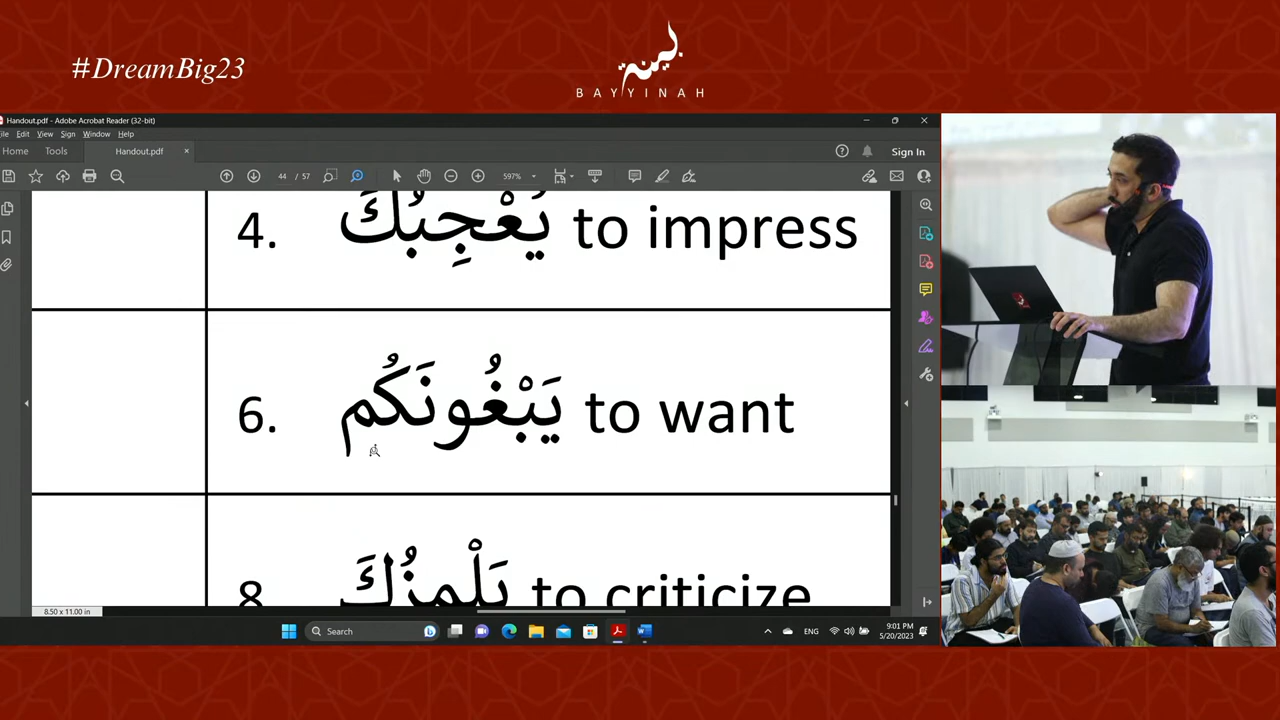 #DreamBig23
بينة
BAYYINAH
Handout.pdf - Adobe Acrobat Reader (32-bit)
ile Edit View Sign Window Help
Home Tools Handout.pdf × Sign In
44 / 57 597%
4. يُعْجِبُكَ to impress
6. يَبْغُونَكُم to want
8. يَلْمِزُكَ to criticize
8.50 x 11.00 in
Search
ENG
9:01 PM
5/20/2023